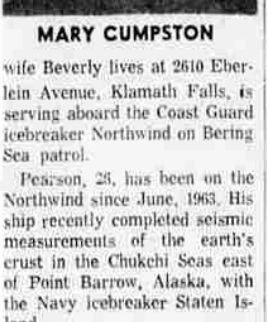 MARY CUMPSTON
wife Beverly lives at 2610 Eber-
lein Avenue, Klamath Falls, is
serving aboard the Coast Guard
icebreaker Northwind on Bering
Sea patrol.
Pearson, 26, has been on the
Northwind since June, 1963. His
ship recently completed seismic
measurements of the earth's
crust in the Chukchi Seas east
of Point Barrow, Alaska, with
the Navy icebreaker Staten Is-